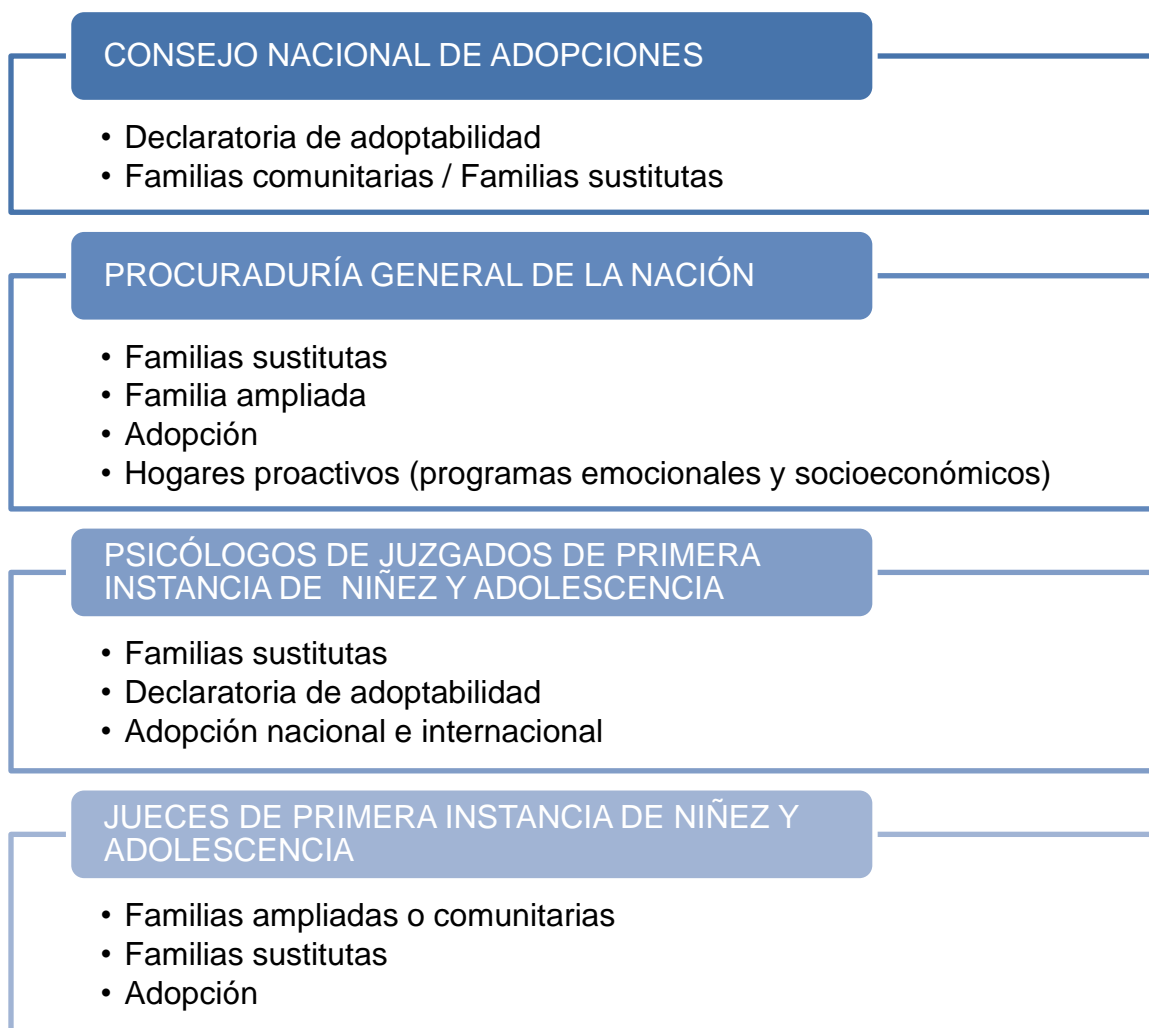 CONSEJO NACIONAL DE ADOPCIONES
• Declaratoria de adoptabilidad
• Familias comunitarias / Familias sustitutas
PROCURADURÍA GENERAL DE LA NACIÓN
• Familias sustitutas
• Familia ampliada
• Adopción
• Hogares proactivos (programas emocionales y socioeconómicos)
PSICÓLOGOS DE JUZGADOS DE PRIMERA
INSTANCIA DE NIÑEZ Y ADOLESCENCIA
• Familias sustitutas
• Declaratoria de adoptabilidad
• Adopción nacional e internacional
JUECES DE PRIMERA INSTANCIA DE NIÑEZ Y
ADOLESCENCIA
• Familias ampliadas o comunitarias
• Familias sustitutas
• Adopción